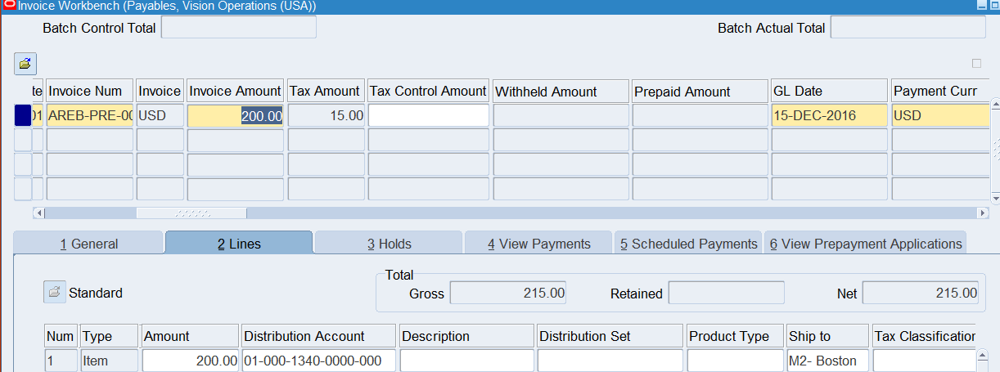 Invoice Workbench (Payables, Vision Operations (USA))
Batch Control Total Batch Actual Total
te Invoice Num Invoice Invoice Amount Tax Amount Tax Control Amount Withheld Amount Prepaid Amount GL Date Payment Curr
01 AREB-PRE-00 USD 200.00 15.00 15-DEC-2016 USD
1 General 2 Lines 3 Holds 4 View Payments 5 Scheduled Payments 6 View Prepayment Applications
Total
Standard Gross 215.00 Retained Net 215.00
Num Type Amount Distribution Account Description Distribution Set Product Type Ship to Tax Classification
1 Item 200.00 01-000-1340-0000-000 M2- Boston